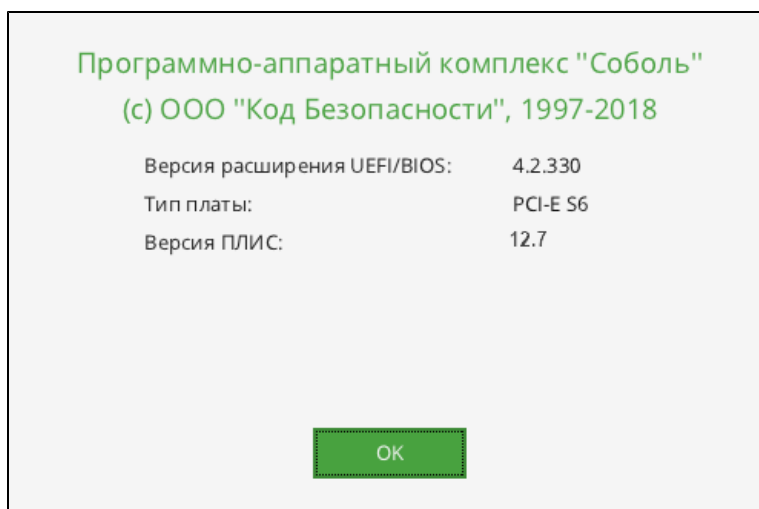 Программно-аппаратный комплекс "Соболь"
(c) ООО "Код Безопасности", 1997-2018
Версия расширения UEFI/BIOS: 4.2.330
Тип платы: PCI-E S6
Версия ПЛИС: 12.7
OK